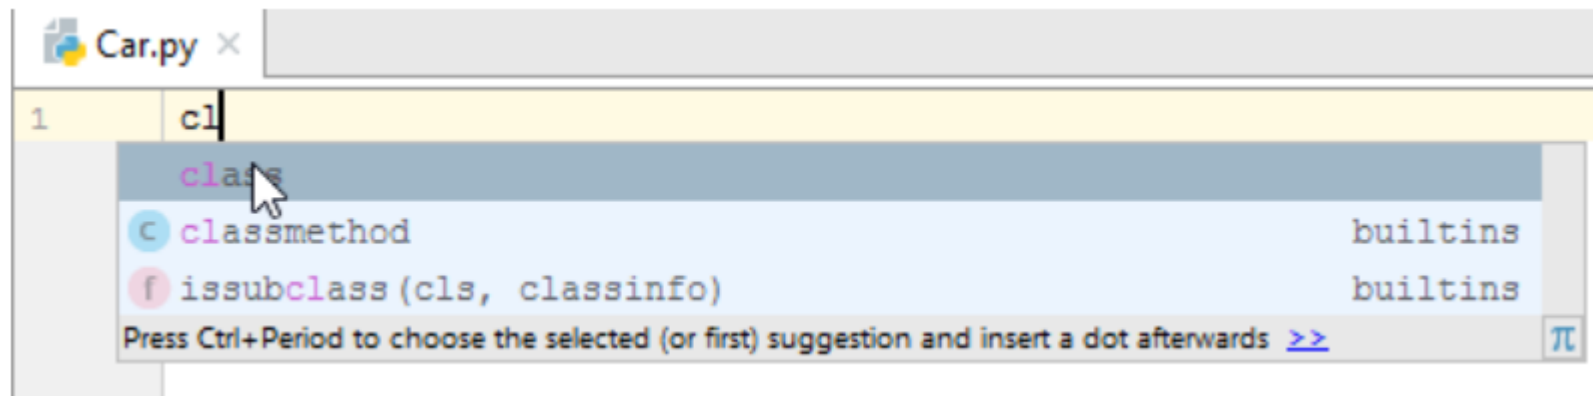 Car.py
1 cl
class
c classmethod builtins
f issubclass(cls, classinfo) builtins
Press Ctrl+Period to choose the selected (or first) suggestion and insert a dot afterwards >> π